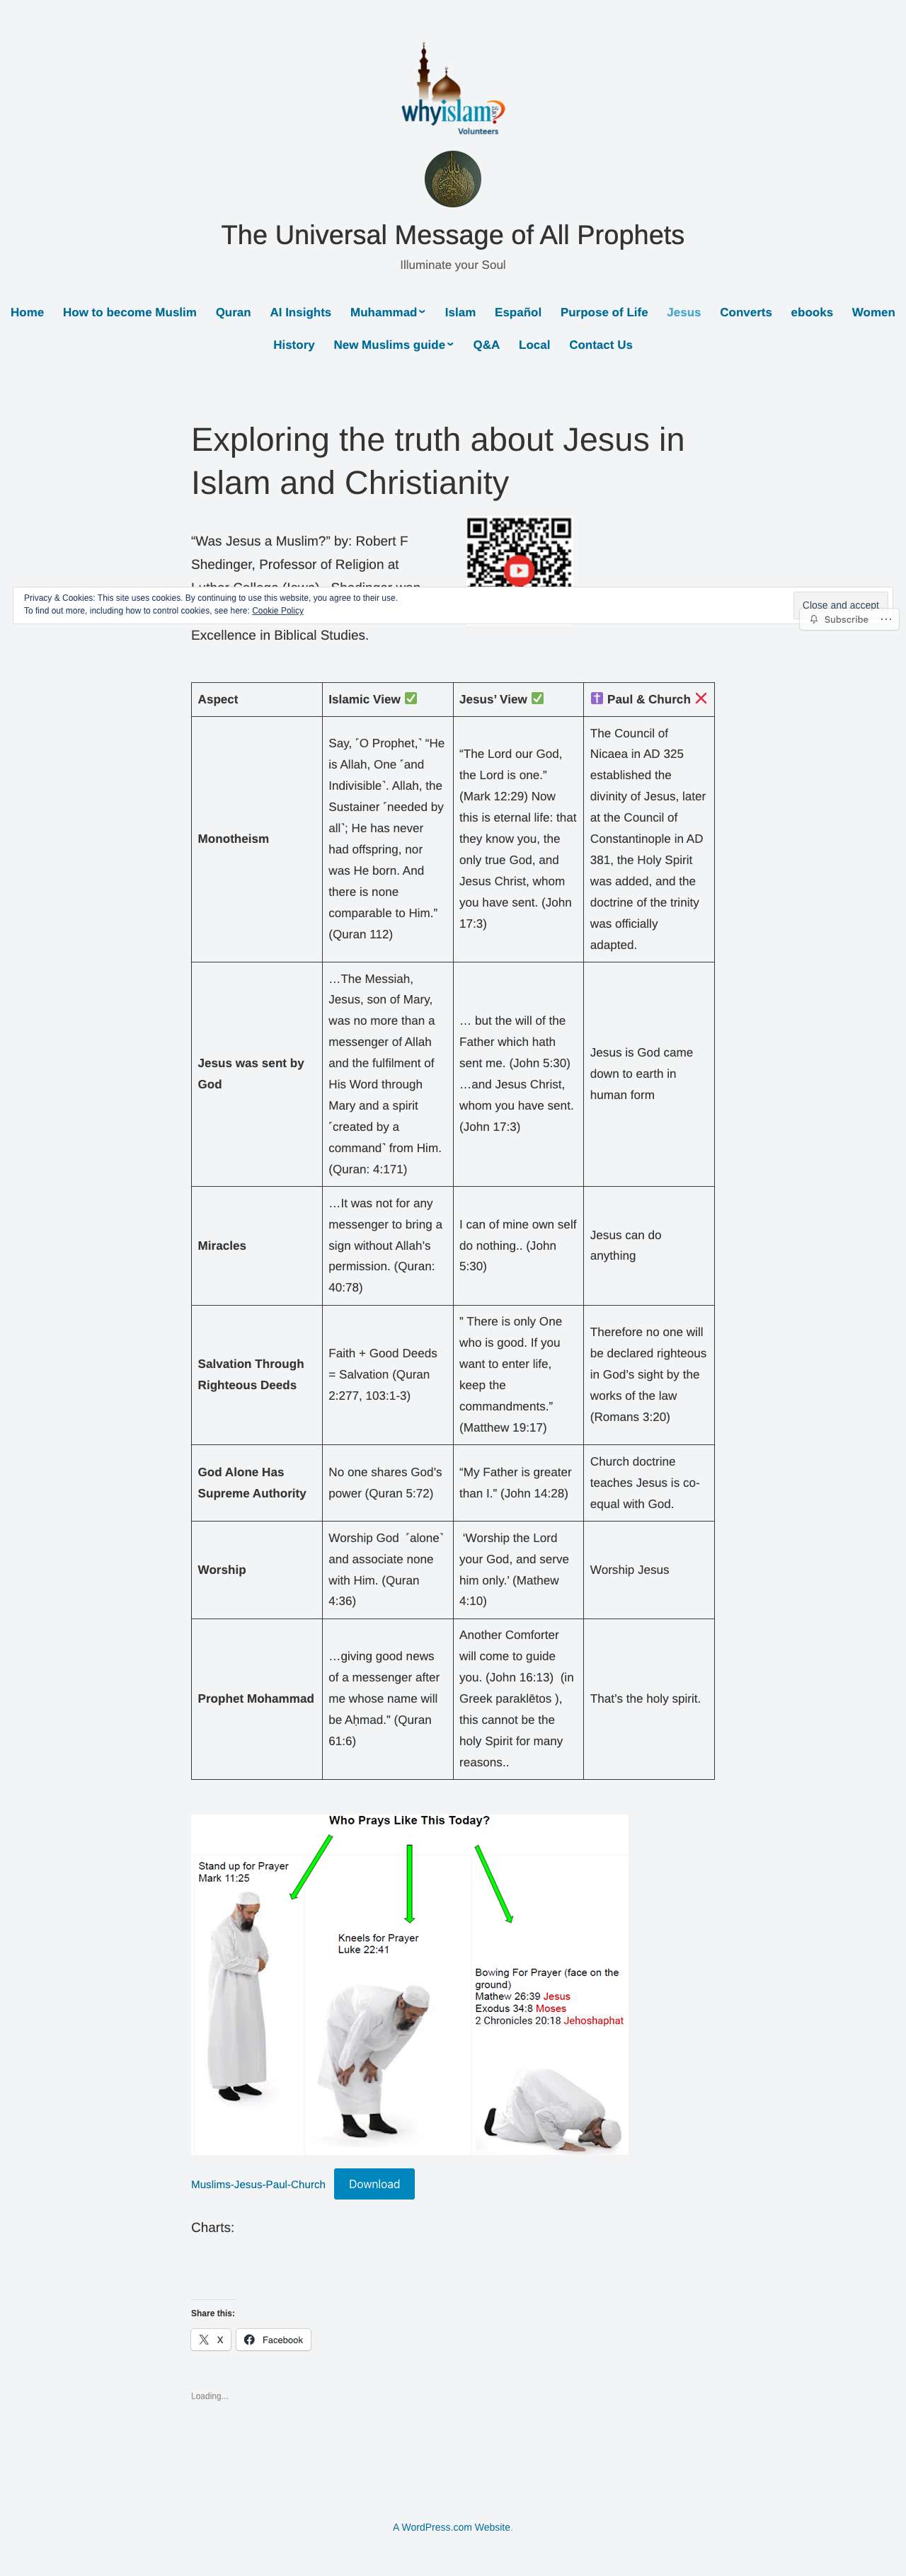 whyislam?
Volunteers
The Universal Message of All Prophets
Illuminate your Soul
Home How to become Muslim Quran AI Insights Muhammad Islam Español Purpose of Life Jesus Converts ebooks Women
History New Muslims guide Q&A Local Contact Us
Exploring the truth about Jesus in
Islam and Christianity
“Was Jesus a Muslim?” by: Robert F
Shedinger, Professor of Religion at
Privacy & Cookies: This site uses cookies. By continuing to use this website, you agree to their use.
To find out more, including how to control cookies, see here: Cookie Policy
Close and accept
Subscribe
Excellence in Biblical Studies.
Aspect
Islamic View ✅
Jesus’ View ✅
✝️ Paul & Church ❌
Monotheism
Say, ˹O Prophet,˺ “He
is Allah, One ˹and
Indivisible˺. Allah, the
Sustainer ˹needed by
all˺; He has never
had offspring, nor
was He born. And
there is none
comparable to Him.”
(Quran 112)
“The Lord our God,
the Lord is one.”
(Mark 12:29) Now
this is eternal life: that
they know you, the
only true God, and
Jesus Christ, whom
you have sent. (John
17:3)
The Council of
Nicaea in AD 325
established the
divinity of Jesus, later
at the Council of
Constantinople in AD
381, the Holy Spirit
was added, and the
doctrine of the trinity
was officially
adapted.
Jesus was sent by
God
…The Messiah,
Jesus, son of Mary,
was no more than a
messenger of Allah
and the fulfilment of
His Word through
Mary and a spirit
˹created by a
command˺ from Him.
(Quran: 4:171)
… but the will of the
Father which hath
sent me. (John 5:30)
…and Jesus Christ,
whom you have sent.
(John 17:3)
Jesus is God came
down to earth in
human form
Miracles
…It was not for any
messenger to bring a
sign without Allah’s
permission. (Quran:
40:78)
I can of mine own self
do nothing.. (John
5:30)
Jesus can do
anything
Salvation Through
Righteous Deeds
Faith + Good Deeds
= Salvation (Quran
2:277, 103:1-3)
” There is only One
who is good. If you
want to enter life,
keep the
commandments.”
(Matthew 19:17)
Therefore no one will
be declared righteous
in God’s sight by the
works of the law
(Romans 3:20)
God Alone Has
Supreme Authority
No one shares God’s
power (Quran 5:72)
“My Father is greater
than I.” (John 14:28)
Church doctrine
teaches Jesus is co-
equal with God.
Worship
Worship God ˹alone˺
and associate none
with Him. (Quran
4:36)
‘Worship the Lord
your God, and serve
him only.’ (Mathew
4:10)
Worship Jesus
Prophet Mohammad
…giving good news
of a messenger after
me whose name will
be Aḥmad.” (Quran
61:6)
Another Comforter
will come to guide
you. (John 16:13) (in
Greek paraklētos ),
this cannot be the
holy Spirit for many
reasons..
That’s the holy spirit.
Who Prays Like This Today?
Stand up for Prayer
Mark 11:25
Kneels for Prayer
Luke 22:41
Bowing For Prayer (face on the
ground)
Mathew 26:39 Jesus
Exodus 34:8 Moses
2 Chronicles 20:18 Jehoshaphat
Muslims-Jesus-Paul-Church
Download
Charts:
Share this:
X
Facebook
Loading...
A WordPress.com Website.